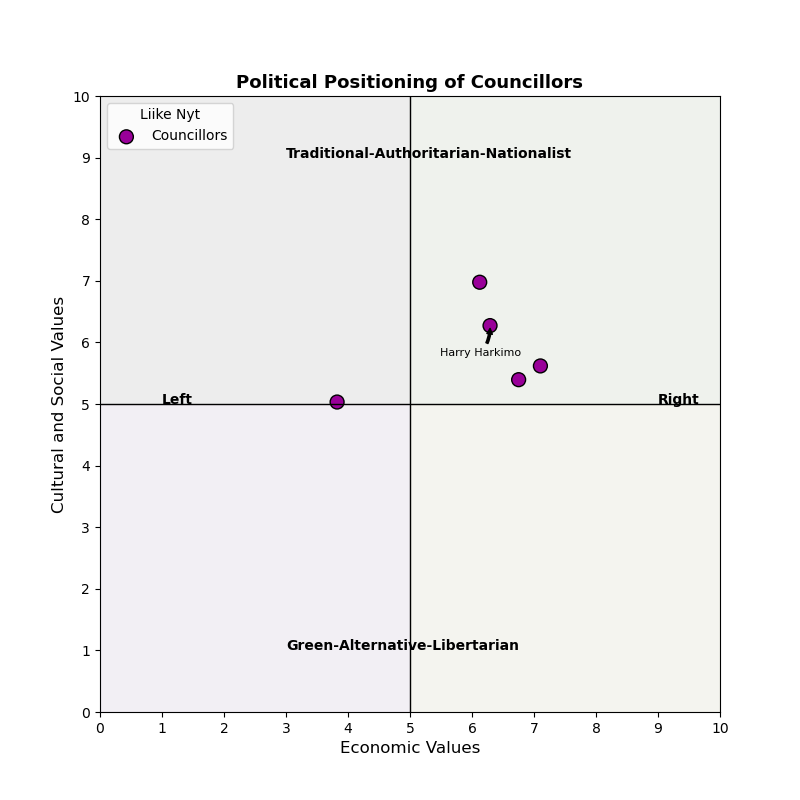 Political Positioning of Councillors
Liike Nyt
Councillors
Traditional-Authoritarian-Nationalist
Harry Harkimo
Left
Right
Green-Alternative-Libertarian
Cultural and Social Values
10
9
8
7
6
5
4
3
2
1
0
0 1 2 3 4 5 6 7 8 9 10
Economic Values